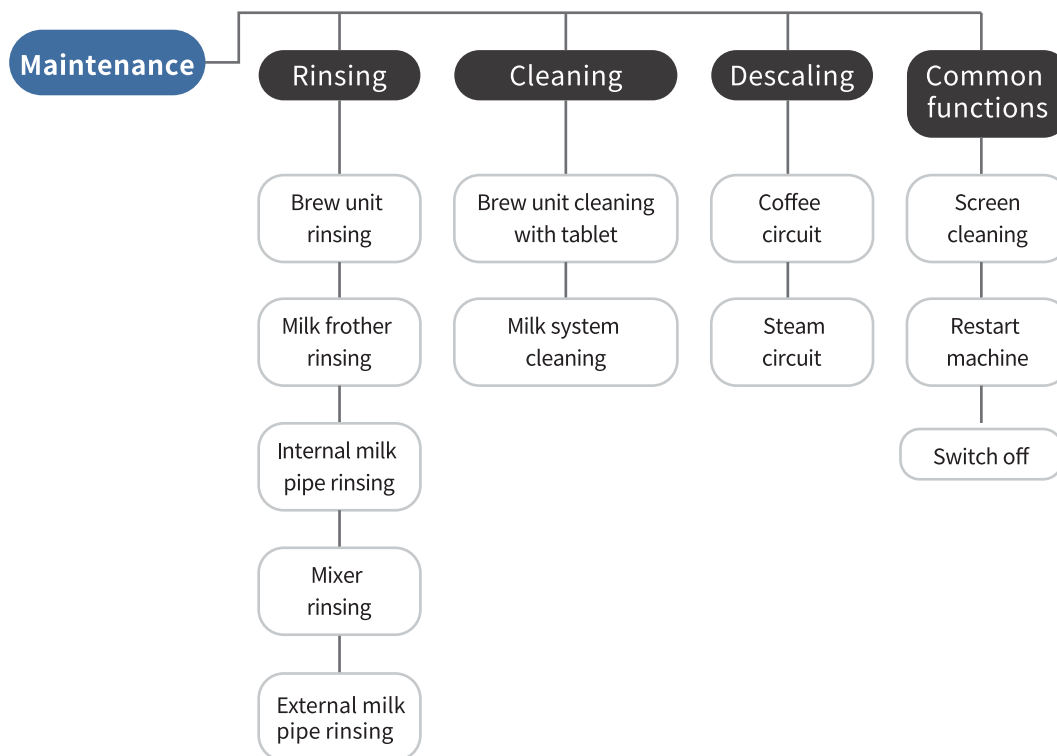 Maintenance
Rinsing
Cleaning
Descaling
Common
functions
Brew unit
rinsing
Milk frother
rinsing
Internal milk
pipe rinsing
Mixer
rinsing
External milk
pipe rinsing
Brew unit cleaning
with tablet
Milk system
cleaning
Coffee
circuit
Steam
circuit
Screen
cleaning
Restart
machine
Switch off